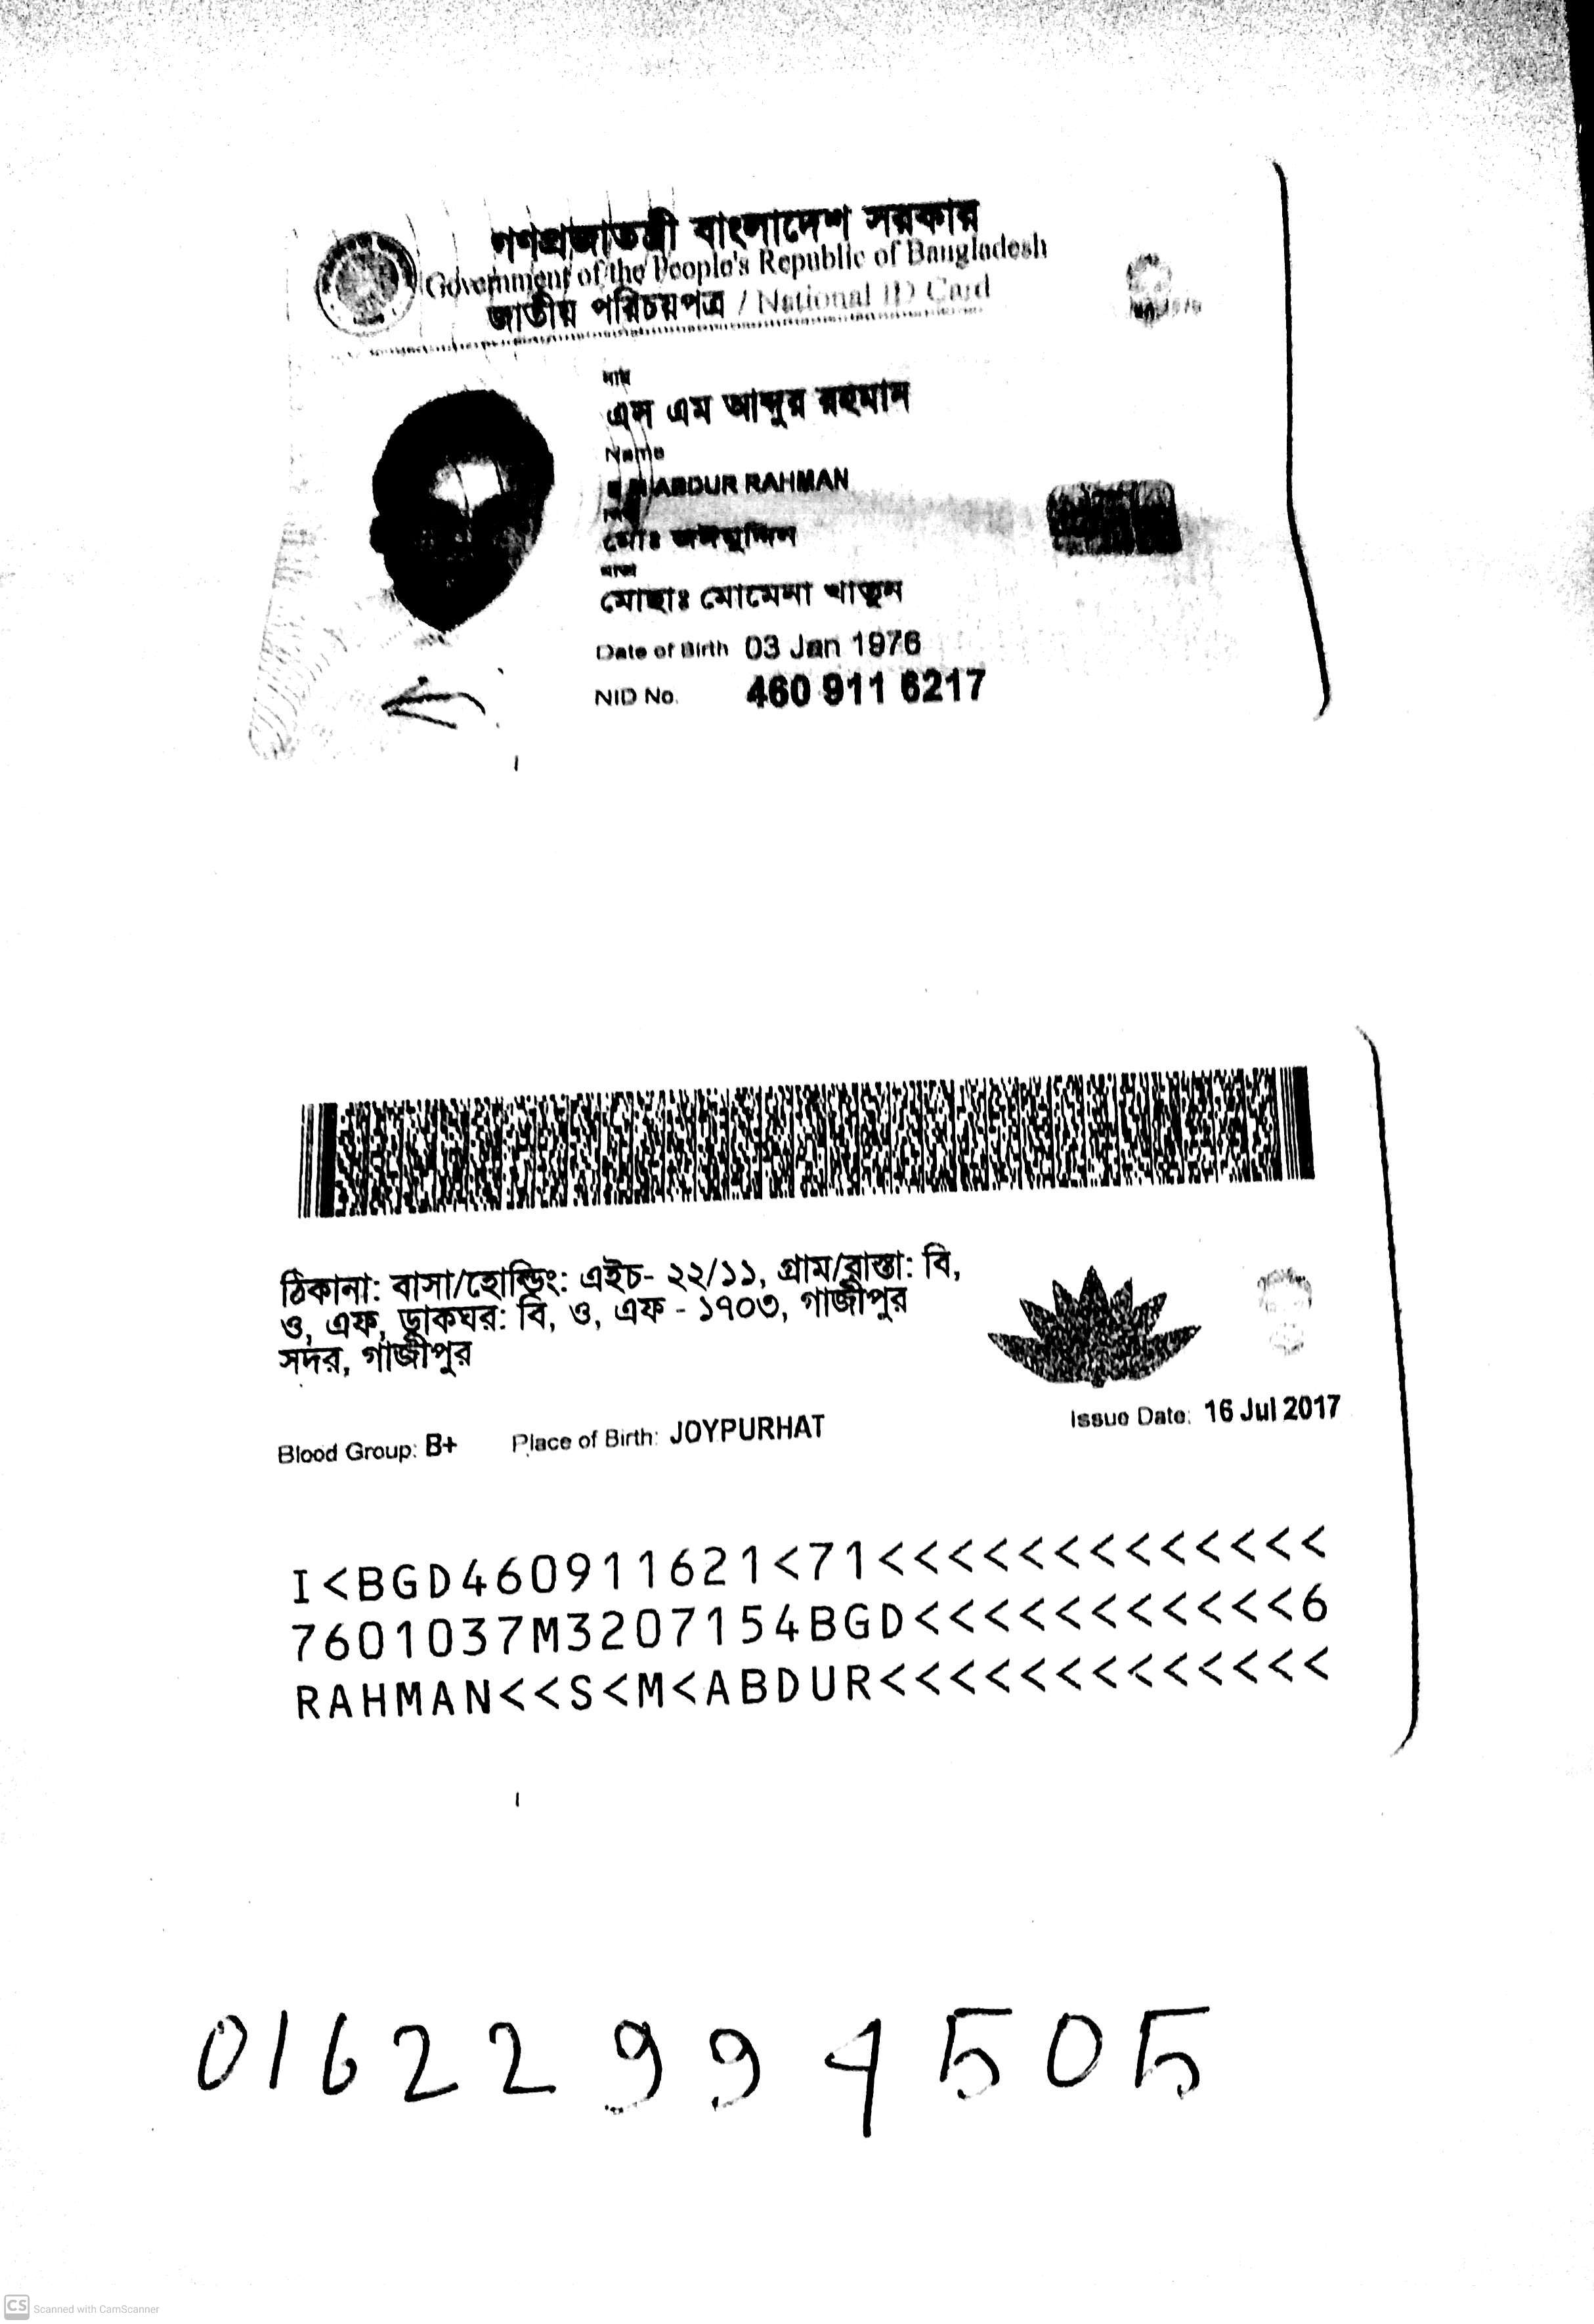 গণপ্রজাতন্ত্রী বাংলাদেশ সরকার
Government of the People's Republic of Bangladesh
জাতীয় পরিচয়পত্র / National ID Card
নাম
এস এম আব্দুর রহমান
Name
ABDUR RAHMAN
মোঃ
মোছাঃ মোমেনা খাতুন
Date of Birth 03 Jan 1976
NID No. 460 911 6217
ঠিকানা: বাসা/হোল্ডিং: এইচ- ২২/১১, গ্রাম/রাস্তা: বি,
ও, এফ, ডাকঘর: বি, ও, এফ - ১৭০৩, গাজীপুর
সদর, গাজীপুর
Blood Group: B+ Place of Birth: JOYPURHAT Issue Date: 16 Jul 2017
I<BGD460911621<71<<<<<<<<<<<<<
7601037M3207154BGD<<<<<<<<<<<6
RAHMAN<<S<M<ABDUR<<<<<<<<<<<<<
01622994505
CS Scanned with CamScanner